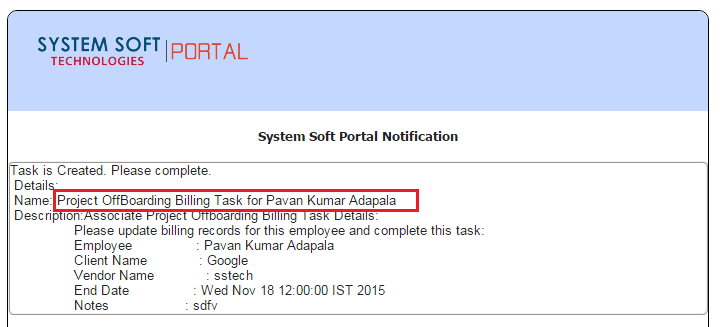 SYSTEM SOFT
TECHNOLOGIES
PORTAL
System Soft Portal Notification
Task is Created. Please complete.
Details:
Name: Project OffBoarding Billing Task for Pavan Kumar Adapala
Description:Associate Project Offboarding Billing Task Details:
Please update billing records for this employee and complete this task:
Employee : Pavan Kumar Adapala
Client Name : Google
Vendor Name : sstech
End Date : Wed Nov 18 12:00:00 IST 2015
Notes : sdfv